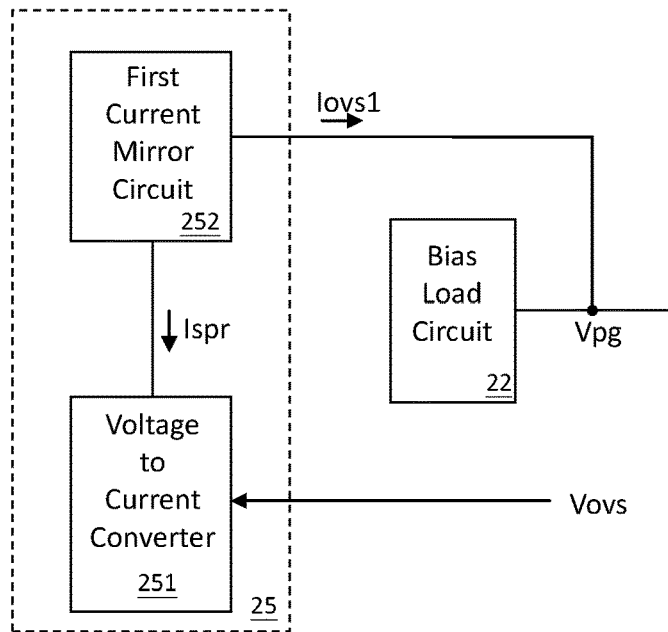 First
Current
Mirror
Circuit
252
Iovs1
Bias
Load
Circuit
22
Vpg
Ispr
Voltage
to
Current
Converter
251
Vovs
25